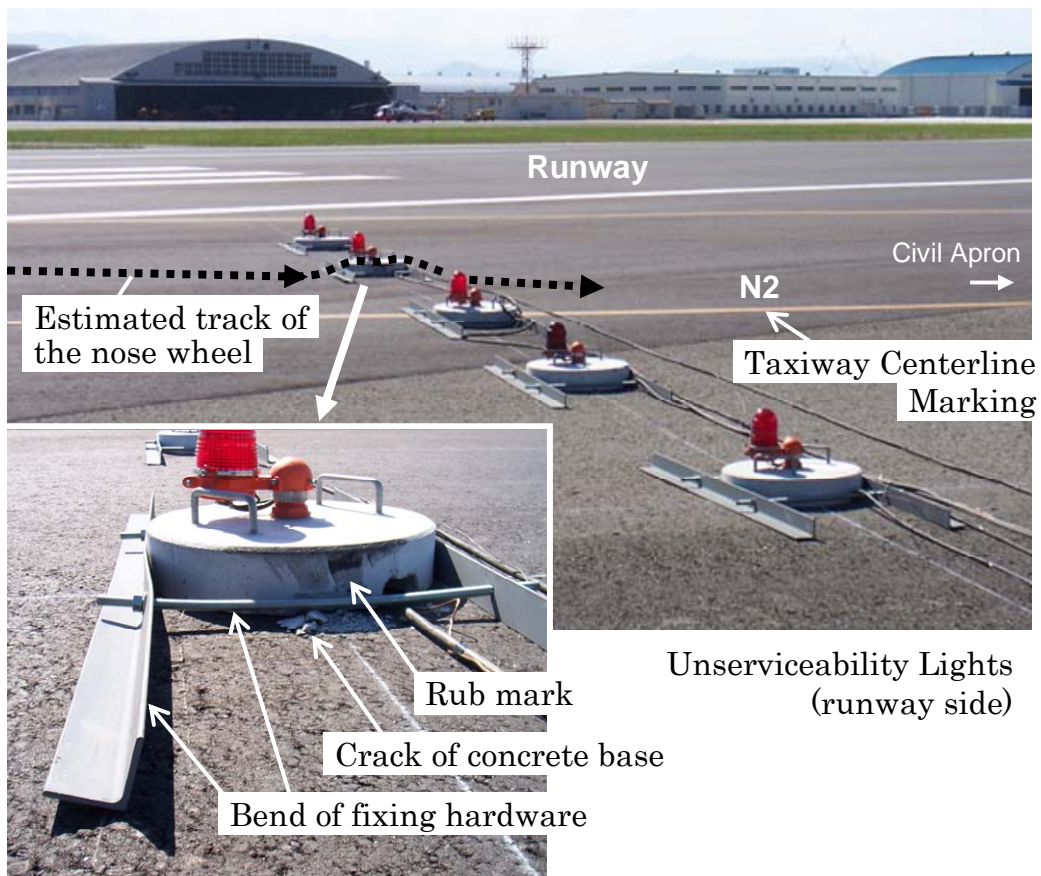 Runway
Civil Apron
N2
Estimated track of
the nose wheel
Taxiway Centerline
Marking
Unserviceability Lights
(runway side)
Rub mark
Crack of concrete base
Bend of fixing hardware